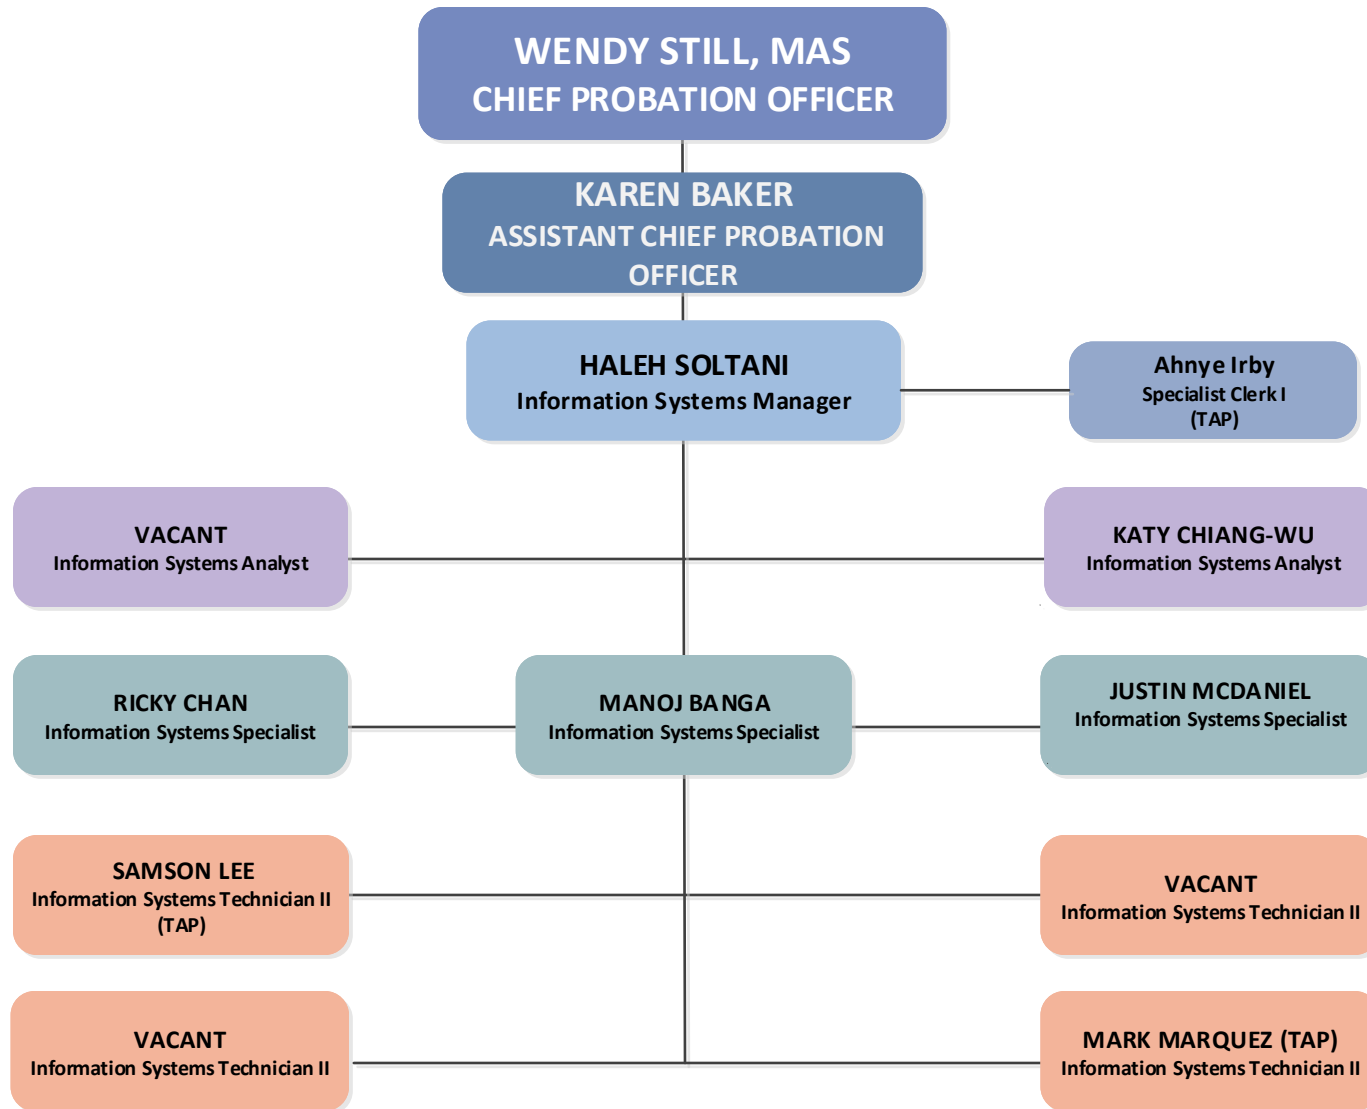 WENDY STILL, MAS
CHIEF PROBATION OFFICER
KAREN BAKER
ASSISTANT CHIEF PROBATION
OFFICER
HALEH SOLTANI
Information Systems Manager
Ahnye Irby
Specialist Clerk I
(TAP)
VACANT
Information Systems Analyst
KATY CHIANG-WU
Information Systems Analyst
RICKY CHAN
Information Systems Specialist
MANOJ BANGA
Information Systems Specialist
JUSTIN MCDANIEL
Information Systems Specialist
SAMSON LEE
Information Systems Technician II
(TAP)
VACANT
Information Systems Technician II
VACANT
Information Systems Technician II
MARK MARQUEZ (TAP)
Information Systems Technician II